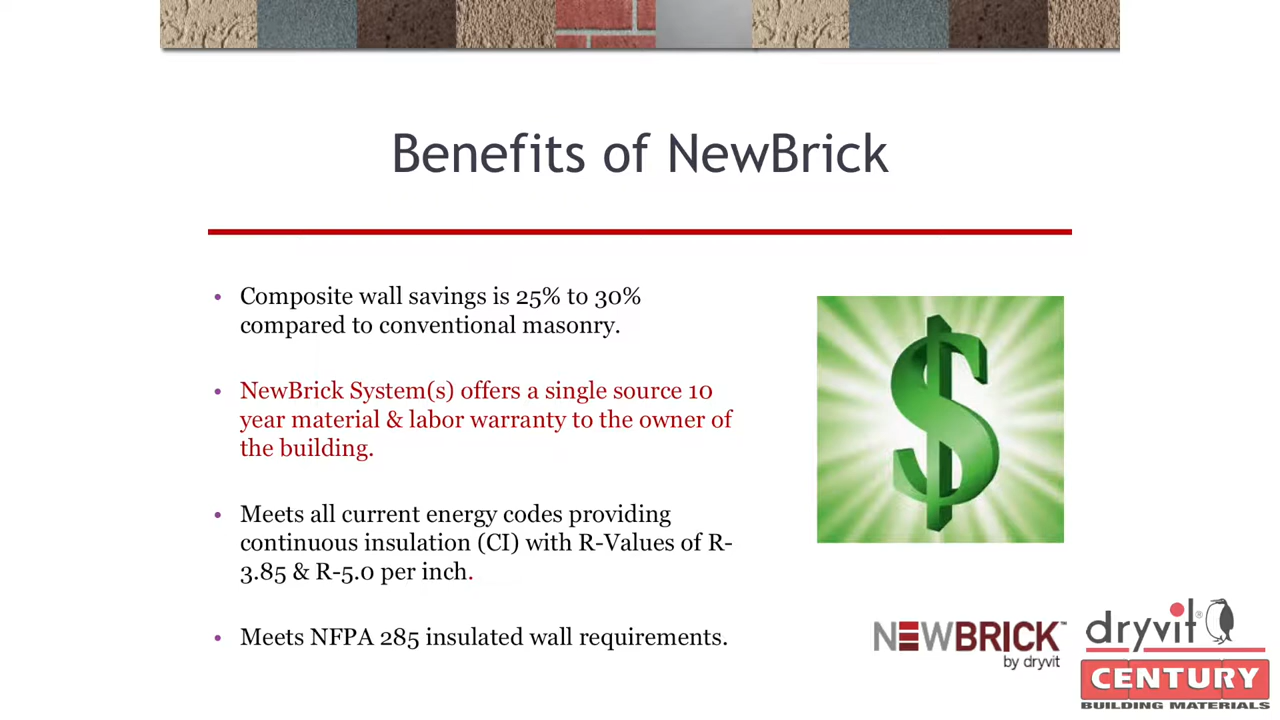 Benefits of NewBrick
• Composite wall savings is 25% to 30%
compared to conventional masonry.
• NewBrick System(s) offers a single source 10
year material & labor warranty to the owner of
the building.
• Meets all current energy codes providing
continuous insulation (CI) with R-Values of R-
3.85 & R-5.0 per inch.
• Meets NFPA 285 insulated wall requirements.
$
NEWBRICK™
by dryvit
dryvit®
CENTURY
BUILDING MATERIALS